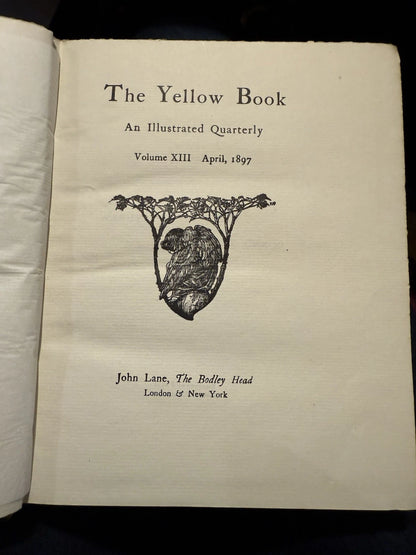 The Yellow Book
An Illustrated Quarterly
Volume XIII April, 1897
John Lane, The Bodley Head
London & New York